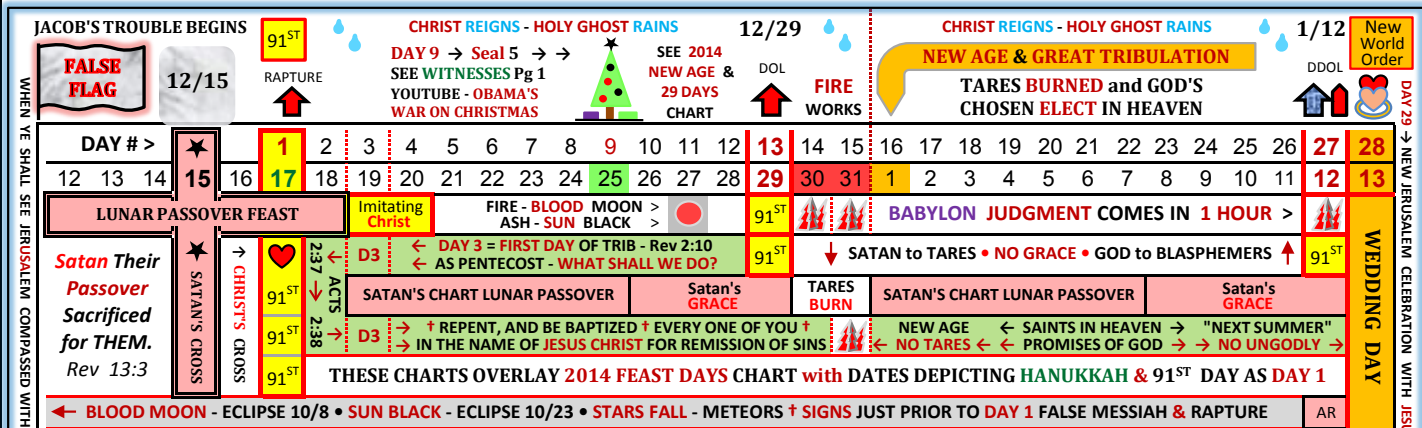 JACOB'S TROUBLE BEGINS
FALSE
FLAG
12/15
91ST
RAPTURE
CHRIST REIGNS - HOLY GHOST RAINS
DAY 9 → Seal 5 → →
SEE WITNESSES Pg 1
YOUTUBE - OBAMA'S
WAR ON CHRISTMAS
SEE 2014
NEW AGE &
29 DAYS
CHART
12/29
DOL
FIRE
WORKS
CHRIST REIGNS - HOLY GHOST RAINS
NEW AGE & GREAT TRIBULATION
TARES BURNED and GOD'S
CHOSEN ELECT IN HEAVEN
1/12
DDOL
New
World
Order
WHEN YE SHALL SEE JERUSALEM COMPASSED WITH
DAY # > 1 2 3 4 5 6 7 8 9 10 11 12 13 14 15 16 17 18 19 20 21 22 23 24 25 26 27 28
12 13 14 15 16 17 18 19 20 21 22 23 24 25 26 27 28 29 30 31 1 2 3 4 5 6 7 8 9 10 11 12 13
LUNAR PASSOVER FEAST
Imitating
Christ
FIRE - BLOOD MOON >
ASH - SUN BLACK >
91ST
BABYLON JUDGMENT COMES IN 1 HOUR >
Satan Their
Passover
Sacrificed
for THEM.
Rev 13:3
SATAN'S CROSS
→ CHRIST'S CROSS
91ST
91ST
91ST
2:37 ← ACTS → 2:38
D3
← DAY 3 = FIRST DAY OF TRIB - Rev 2:10
← AS PENTECOST - WHAT SHALL WE DO?
91ST
↓ SATAN to TARES • NO GRACE • GOD to BLASPHEMERS ↑
91ST
SATAN'S CHART LUNAR PASSOVER
Satan's
GRACE
TARES
BURN
SATAN'S CHART LUNAR PASSOVER
Satan's
GRACE
D3
→ † REPENT, AND BE BAPTIZED † EVERY ONE OF YOU †
→ IN THE NAME OF JESUS CHRIST FOR REMISSION OF SINS
NEW AGE ← SAINTS IN HEAVEN → "NEXT SUMMER"
← NO TARES ← ← PROMISES OF GOD → → NO UNGODLY →
THESE CHARTS OVERLAY 2014 FEAST DAYS CHART with DATES DEPICTING HANUKKAH & 91ST DAY AS DAY 1
← BLOOD MOON - ECLIPSE 10/8 • SUN BLACK - ECLIPSE 10/23 • STARS FALL - METEORS † SIGNS JUST PRIOR TO DAY 1 FALSE MESSIAH & RAPTURE
AR
WEDDING DAY
DAY 29 → NEW JERUSALEM CELEBRATION WITH